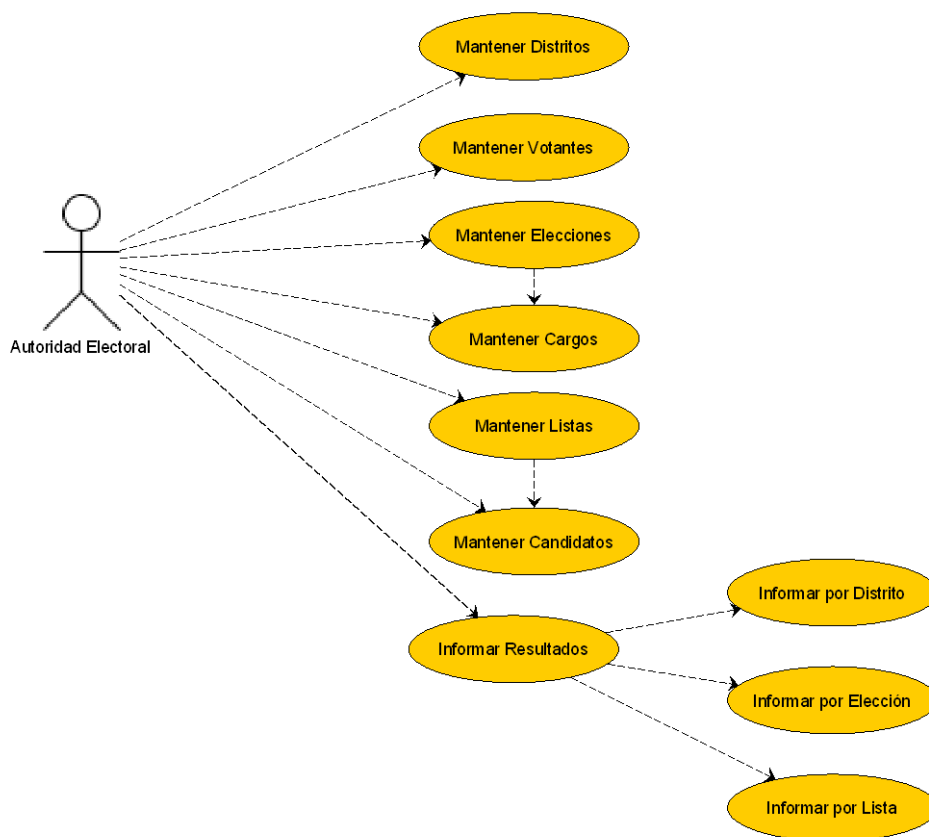 Mantener Distritos
Mantener Votantes
Mantener Elecciones
Autoridad Electoral
Mantener Cargos
Mantener Listas
Mantener Candidatos
Informar por Distrito
Informar Resultados
Informar por Elección
Informar por Lista